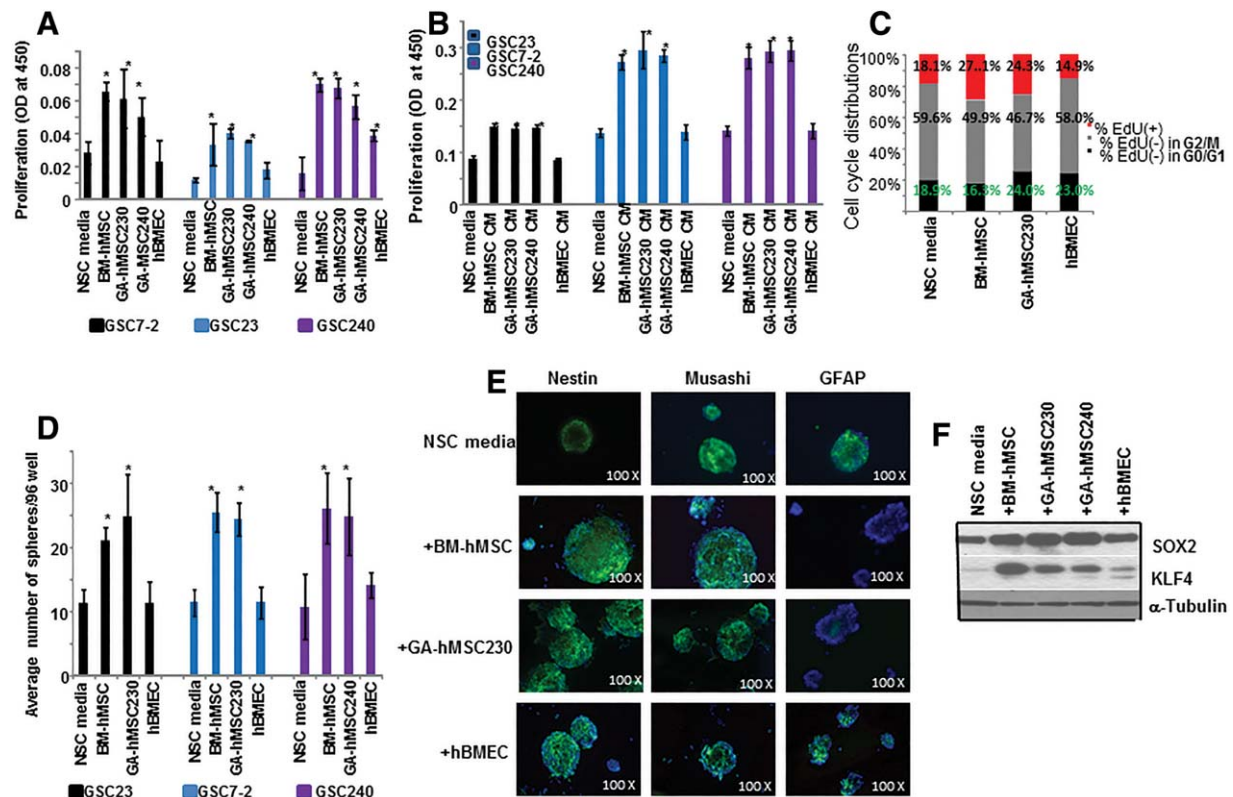 A
Proliferation (OD at 450)
0.08
0.06
0.04
0.02
0
NSC media
BM-hMSC
GA-hMSC230
GA-MSC240
hBMEC
NSC media
BM-hMSC
GA-hMSC230
GA-hMSC240
hBMEC
NSC media
BM-hMSC
GA-hMSC230
GA-hMSC240
hBMEC
* * * * * * * * * *
GSC7-2
GSC23
GSC240
B
Proliferation (OD at 450)
GSC23
GSC7-2
GSC240
0.3
0.2
0.1
0
NSC media
BM-hMSC CM
GA-hMSC230 CM
GA-hMSC240 CM
hBMEC CM
NSC media
BM-hMSC CM
GA-hMSC230 CM
GA-hMSC240 CM
hBMEC CM
NSC media
BM-hMSC CM
GA-hMSC230 CM
GA-hMSC240 CM
hBMEC CM
* * * * * * * * *
C
Cell cycle distributions
100%
80%
60%
40%
20%
18.1%
27..1%
24.3%
14.9%
59.6%
49.9%
46.7%
58.0%
18.9%
16.3%
24.0%
23.0%
% EdU(+)
% EdU(-) in G2/M
% EdU(-) in G0/G1
NSC media
BM-hMSC
GA-hMSC230
hBMEC
D
Average number of spheres/96 well
30
20
10
0
NSC media
BM-hMSC
GA-hMSC230
hBMEC
NSC media
BM-hMSC
GA-hMSC230
hBMEC
NSC media
BM-hMSC
GA-hMSC240
hBMEC
* * * * * *
GSC23
GSC7-2
GSC240
E
Nestin
Musashi
GFAP
NSC media
100 X
100 X
100 X
+BM-hMSC
100 X
100 X
100 X
+GA-hMSC230
100 X
100 X
100 X
+hBMEC
100 X
100 X
100 X
F
NSC media
+BM-hMSC
+GA-hMSC230
+GA-hMSC240
+hBMEC
SOX2
KLF4
α-Tubulin